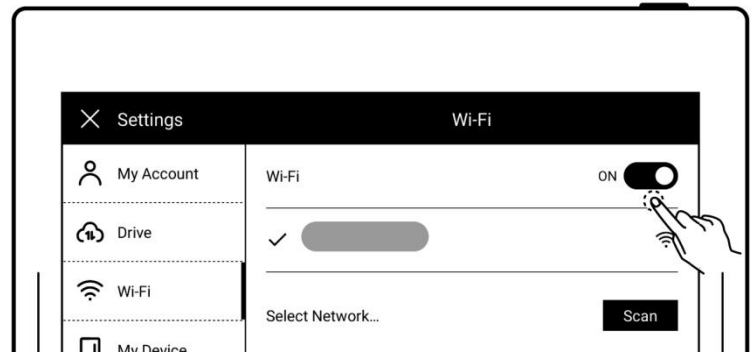 Settings
Wi-Fi
My Account
Wi-Fi
ON
Drive
Wi-Fi
Select Network...
Scan
My Device